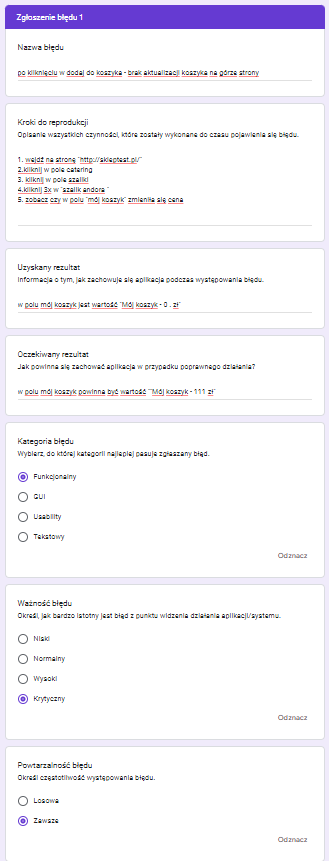 Zgłoszenie błędu 1
Nazwa błędu
po kliknięciu w dodaj do koszyka - brak aktualizacji koszyka na górze strony
Kroki do reprodukcji
Opisanie wszystkich czynności, które zostały wykonane do czasu pojawienia się błędu.
1. wejdź na stronę "http://skleptest.pl/"
2.kliknij w pole catering
3. kliknij w pole szaliki
4.kliknij 3x w "szalik andora "
5. zobacz czy w polu "mój koszyk" zmieniła się cena
Uzyskany rezultat
Informacja o tym, jak zachowuje się aplikacja podczas występowania błędu.
w polu mój koszyk jest wartość "Mój koszyk - 0 . zł"
Oczekiwany rezultat
Jak powinna się zachować aplikacja w przypadku poprawnego działania?
w polu mój koszyk powinna być wartość ""Mój koszyk - 111 zł"
Kategoria błędu
Wybierz, do której kategorii najlepiej pasuje zgłaszany błąd.
Funkcjonalny
GUI
Usability
Tekstowy
Odznacz
Ważność błędu
Określ, jak bardzo istotny jest błąd z punktu widzenia działania aplikacji/systemu.
Niski
Normalny
Wysoki
Krytyczny
Odznacz
Powtarzalność błędu
Określ częstotliwość występowania błędu.
Losowa
Zawsze
Odznacz